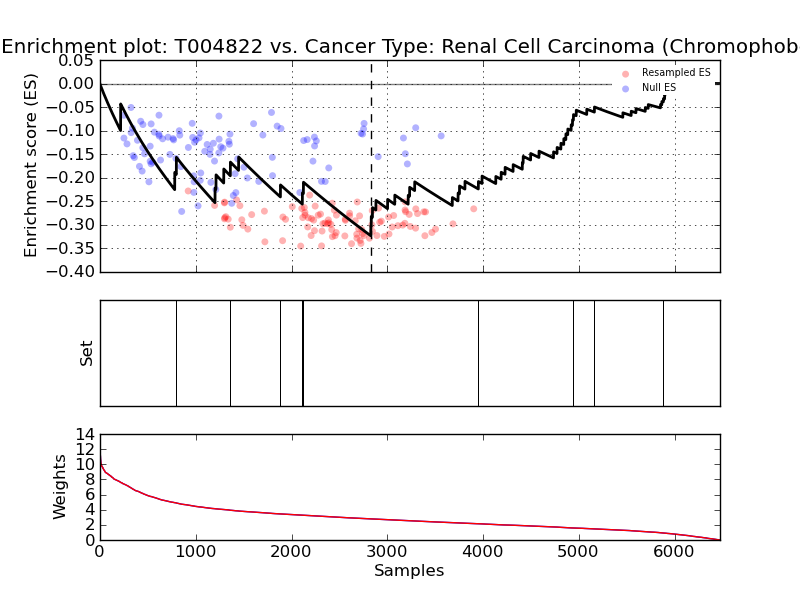 Enrichment plot: T004822 vs. Cancer Type: Renal Cell Carcinoma (Chromophob
0.05
0.00
−0.05
−0.10
−0.15
−0.20
−0.25
−0.30
−0.35
−0.40
Enrichment score (ES)
Resampled ES
Null ES
Set
14
12
10
8
6
4
2
0
Weights
0 1000 2000 3000 4000 5000 6000
Samples